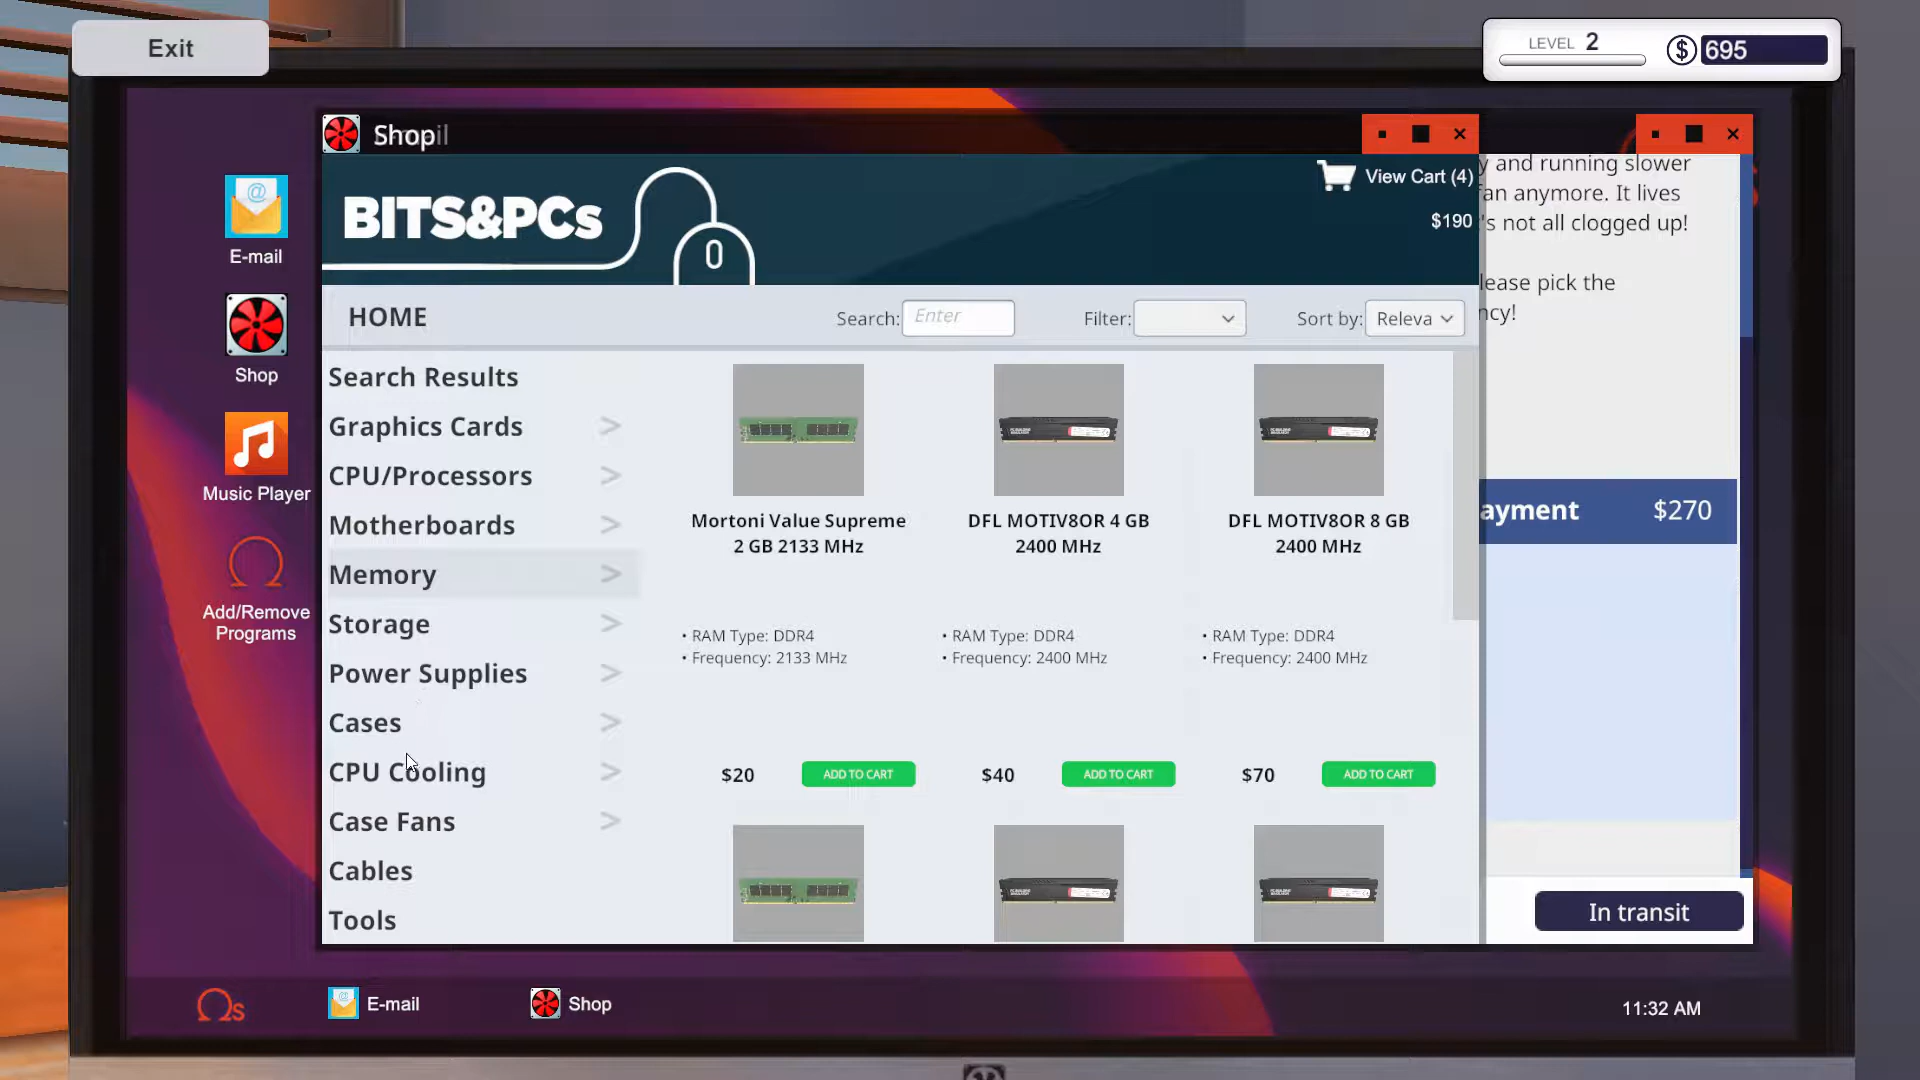 Exit
LEVEL 2
$ 695
Shop
View Cart (4)
$190
BITS&PCs
HOME
Search: Enter
Filter:
Sort by: Releva
Search Results
Graphics Cards >
CPU/Processors >
Motherboards >
Memory >
Storage >
Power Supplies >
Cases >
CPU Cooling >
Case Fans >
Cables
Tools
Mortoni Value Supreme
2 GB 2133 MHz
• RAM Type: DDR4
• Frequency: 2133 MHz
$20 ADD TO CART
DFL MOTIV8OR 4 GB
2400 MHz
• RAM Type: DDR4
• Frequency: 2400 MHz
$40 ADD TO CART
DFL MOTIV8OR 8 GB
2400 MHz
• RAM Type: DDR4
• Frequency: 2400 MHz
$70 ADD TO CART
y and running slower
an anymore. It lives
's not all clogged up!
lease pick the
ncy!
ayment $270
In transit
E-mail
Shop
Music Player
Add/Remove
Programs
Ωs
E-mail
Shop
11:32 AM